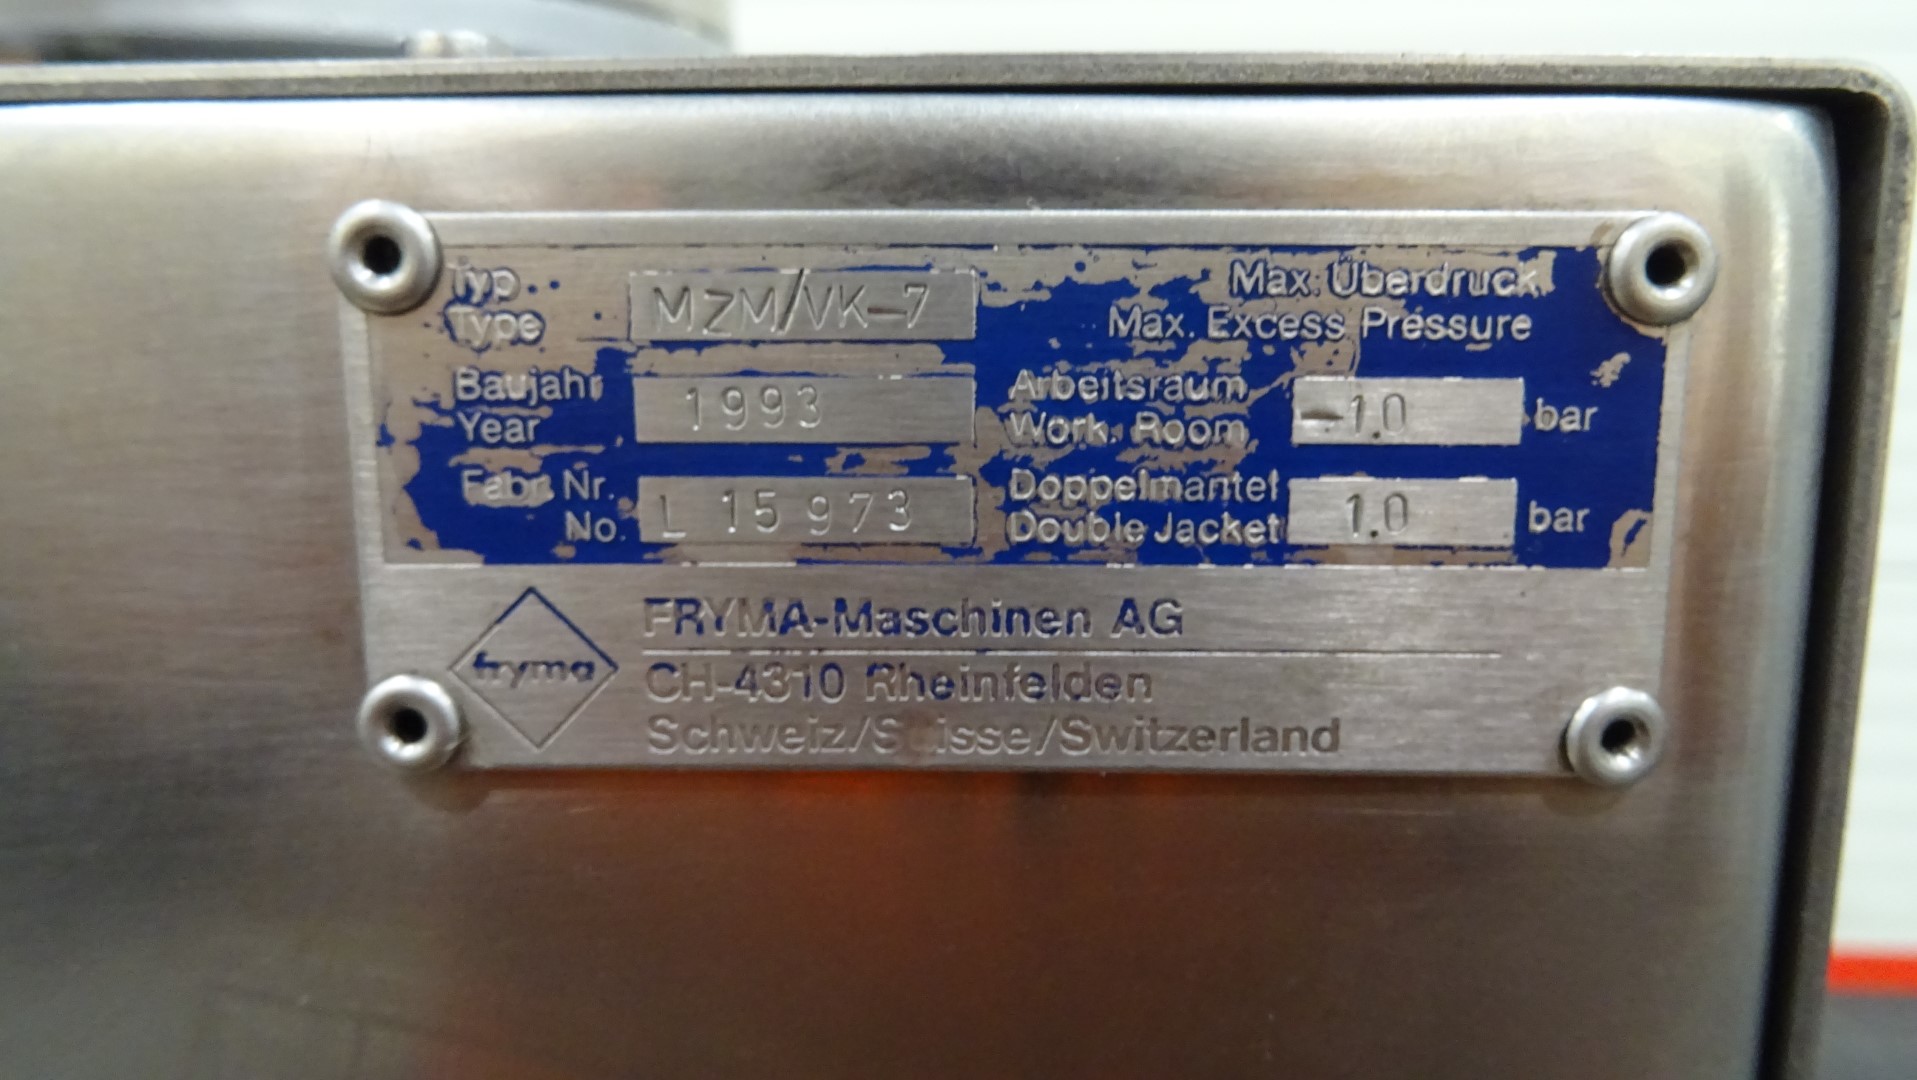 Typ
Type MZM/VK-7
Max. Überdruck
Max. Excess Pressure
Baujahr
Year 1993
Arbeitsraum
Work. Room -1.0 bar
Fabr. Nr.
No. L 15973
Doppelmantel
Double Jacket 1.0 bar
fryma
FRYMA-Maschinen AG
CH-4310 Rheinfelden
Schweiz/Suisse/Switzerland